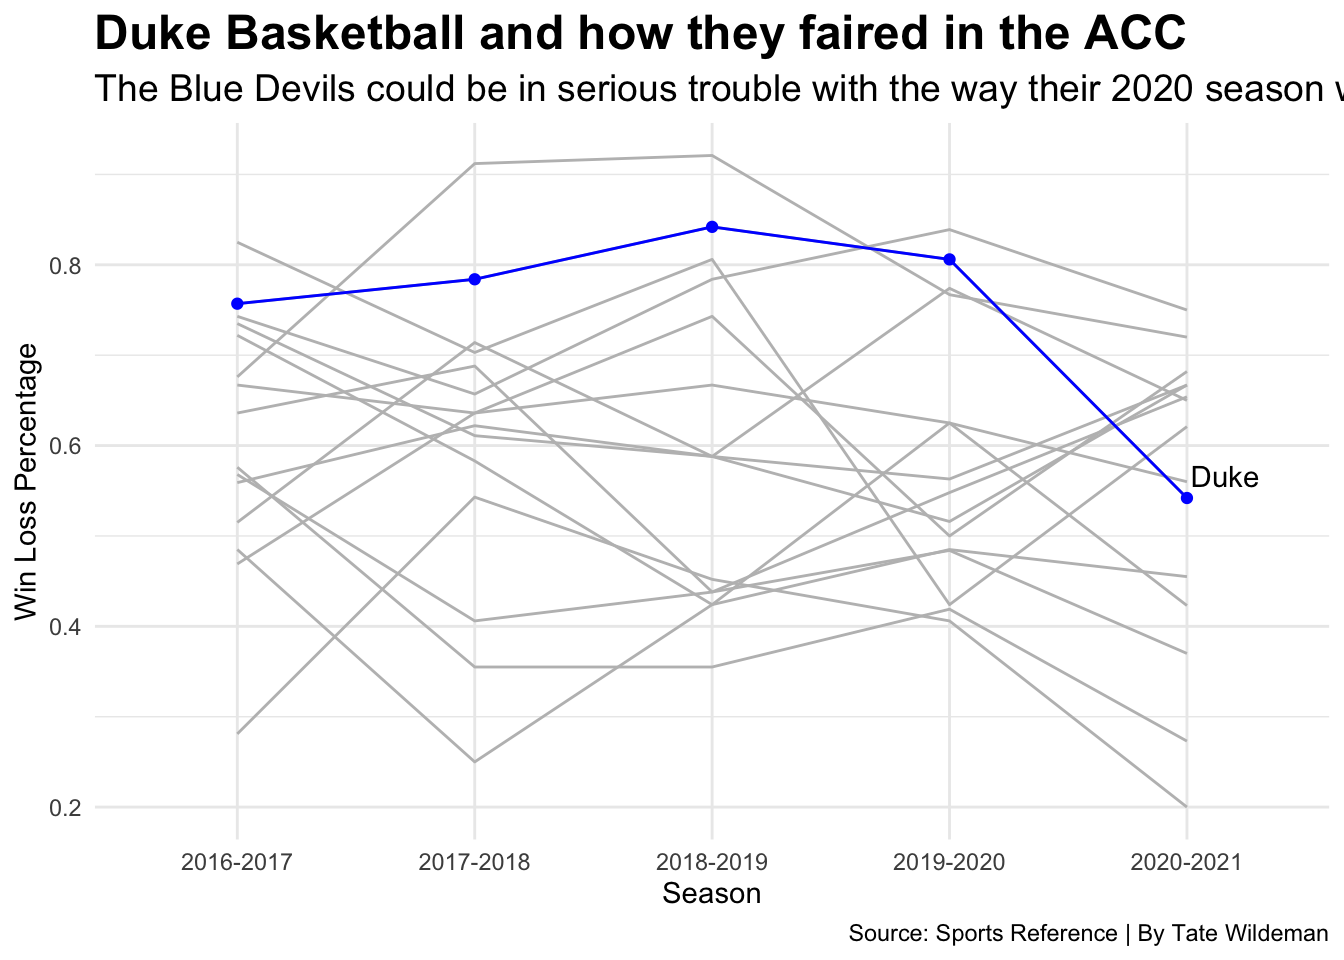 Duke Basketball and how they faired in the ACC
The Blue Devils could be in serious trouble with the way their 2020 season
0.8
0.6
0.4
0.2
Win Loss Percentage
Duke
2016-2017 2017-2018 2018-2019 2019-2020 2020-2021
Season
Source: Sports Reference | By Tate Wildeman